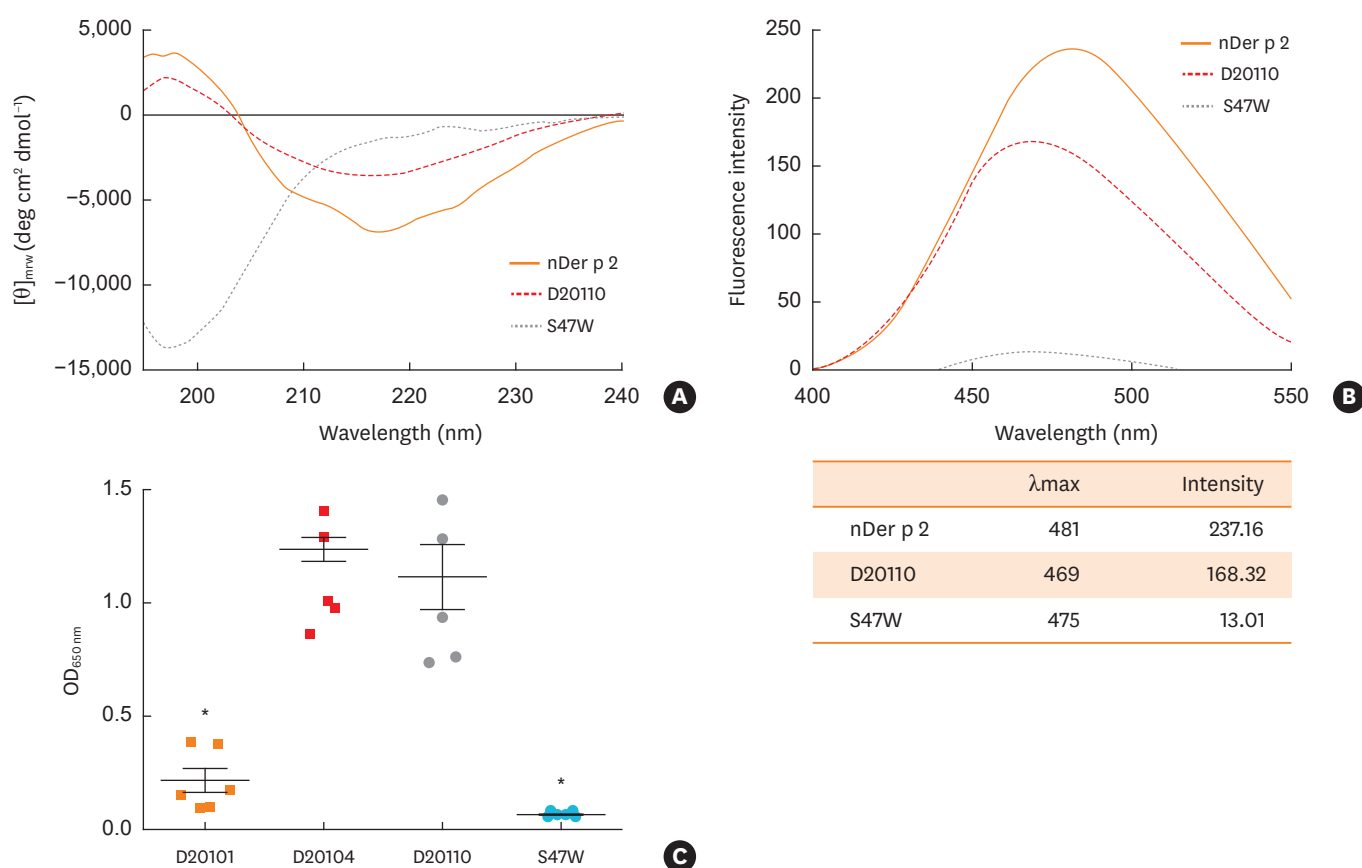 5,000
0
−5,000
−10,000
−15,000
[θ]mrw (deg cm² dmol⁻¹)
nDer p 2
D20110
S47W
200
210
220
230
240
Wavelength (nm)
A
250
200
150
100
50
0
Fluorescence intensity
nDer p 2
D20110
S47W
400
450
500
550
Wavelength (nm)
B
λmax Intensity
nDer p 2 481 237.16
D20110 469 168.32
S47W 475 13.01
1.5
1.0
0.5
0.0
OD650 nm
*
*
D20101
D20104
D20110
S47W
C